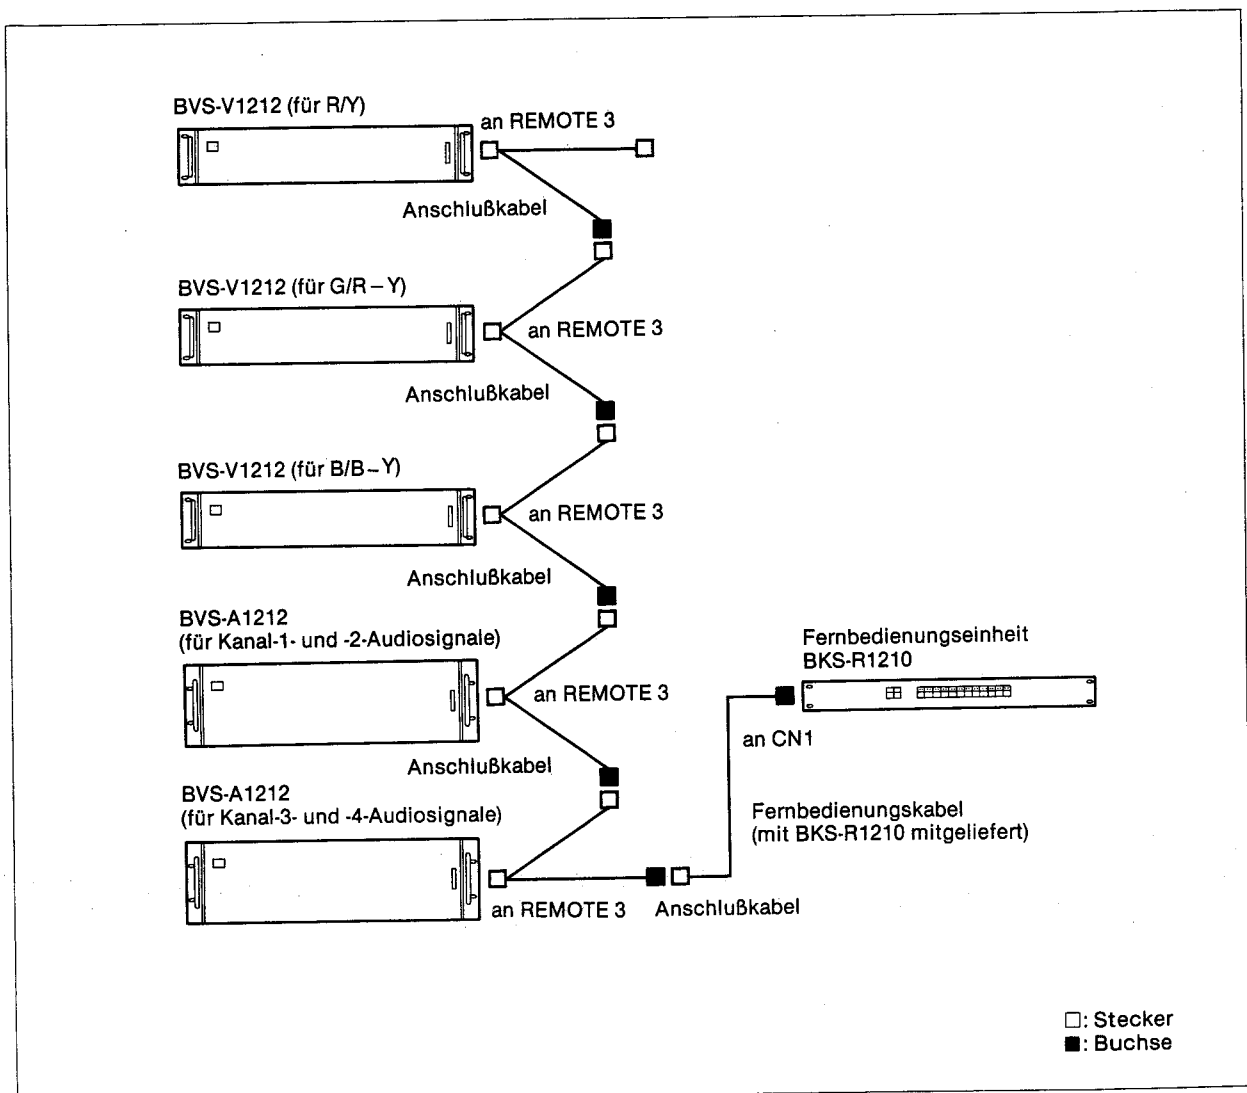 BVS-V1212 (für R/Y)
an REMOTE 3
Anschlußkabel
BVS-V1212 (für G/R – Y)
an REMOTE 3
Anschlußkabel
BVS-V1212 (für B/B – Y)
an REMOTE 3
Anschlußkabel
BVS-A1212
(für Kanal-1- und -2-Audiosignale)
an REMOTE 3
Anschlußkabel
Fernbedienungseinheit
BKS-R1210
an CN1
BVS-A1212
(für Kanal-3- und -4-Audiosignale)
Fernbedienungskabel
(mit BKS-R1210 mitgeliefert)
an REMOTE 3
Anschlußkabel
□: Stecker
■: Buchse